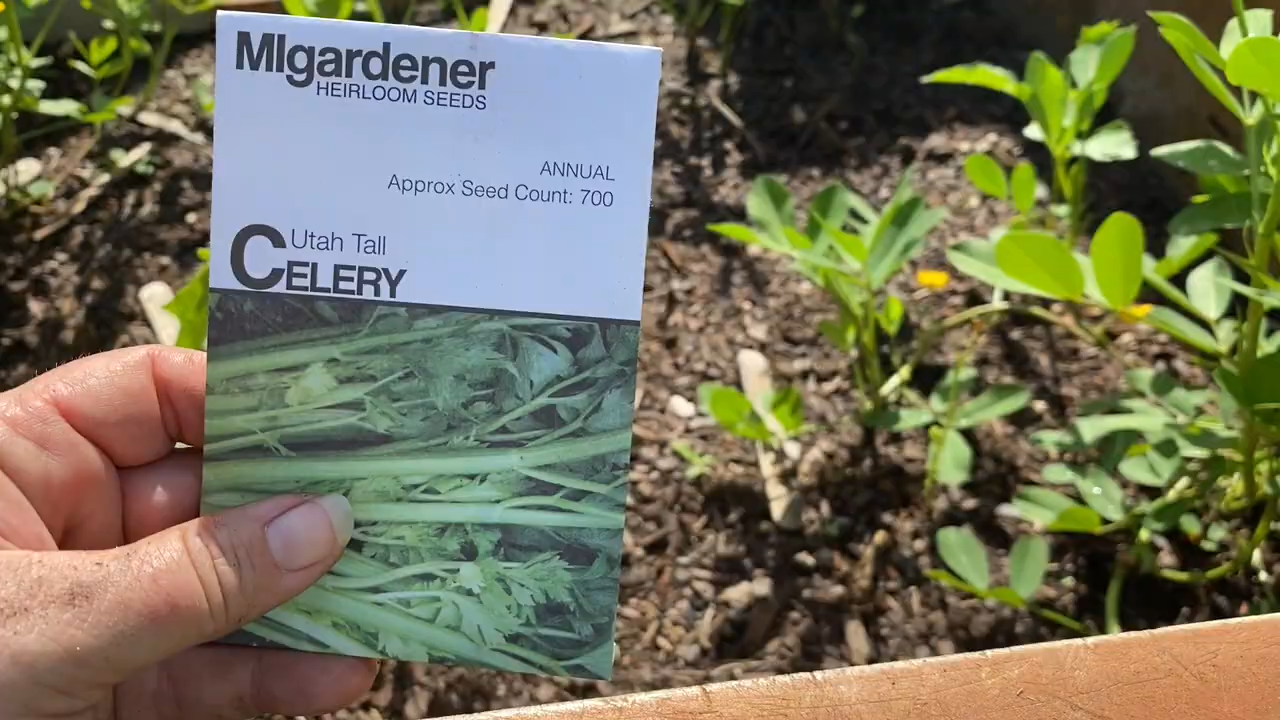 MIgardener
HEIRLOOM SEEDS
ANNUAL
Approx Seed Count: 700
Utah Tall
CELERY